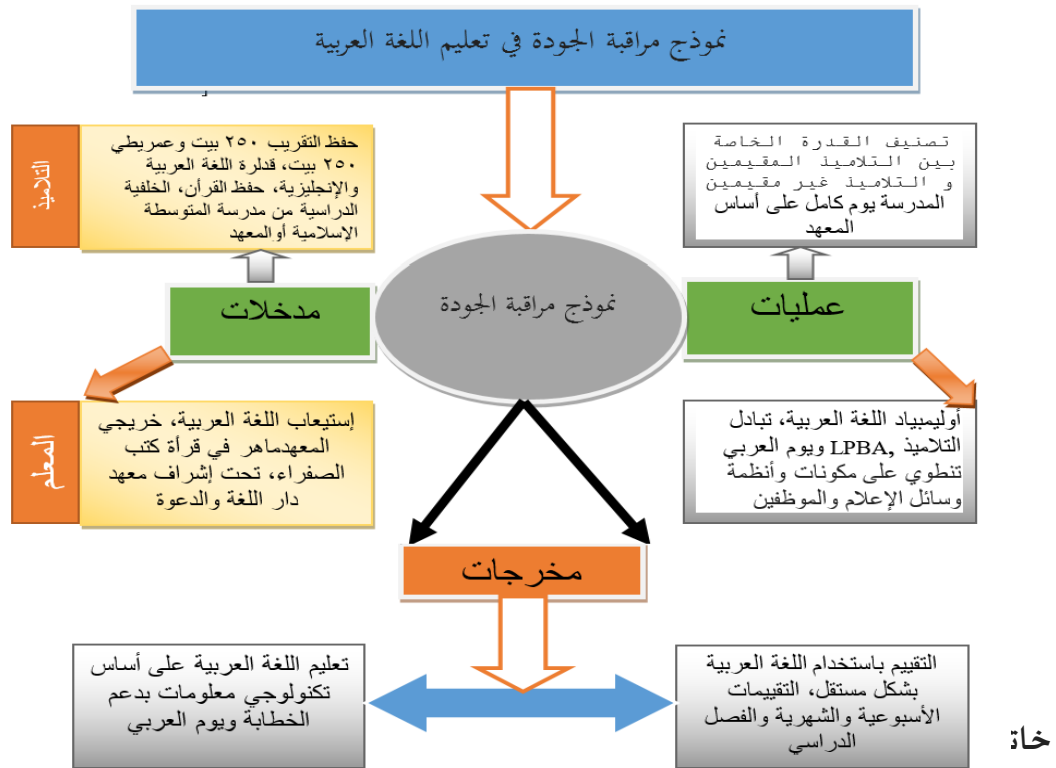 نموذج مراقبة الجودة في تعليم اللغة العربية
تصنيف القدرة الخاصة
بين التلاميذ المقيمين
و التلاميذ غير مقيمين
المدرسة يوم كامل على أساس
المعهد
التلاميذ
حفظ التقريب ٢٥٠ بيت وعمريطي
٢٥٠ بيت، قدلرة اللغة العربية
والإنجليزية، حفظ القرأن، الخلفية
الدراسية من مدرسة المتوسطة
الإسلامية أوالمعهد
عمليات
نموذج مراقبة الجودة
مدخلات
أوليمبياد اللغة العربية، تبادل
التلاميذ ,LPBA ويوم العربي
تنطوي على مكونات وأنظمة
وسائل الإعلام والموظفين
المعلم
إستيعاب اللغة العربية، خريجي
المعهدماهر في قرأة كتب
الصفراء، تحت إشراف معهد
دار اللغة والدعوة
مخرجات
التقييم باستخدام اللغة العربية
بشكل مستقل، التقييمات
الأسبوعية والشهرية والفصل
الدراسي
تعليم اللغة العربية على أساس
تكنولوجي معلومات بدعم
الخطابة ويوم العربي